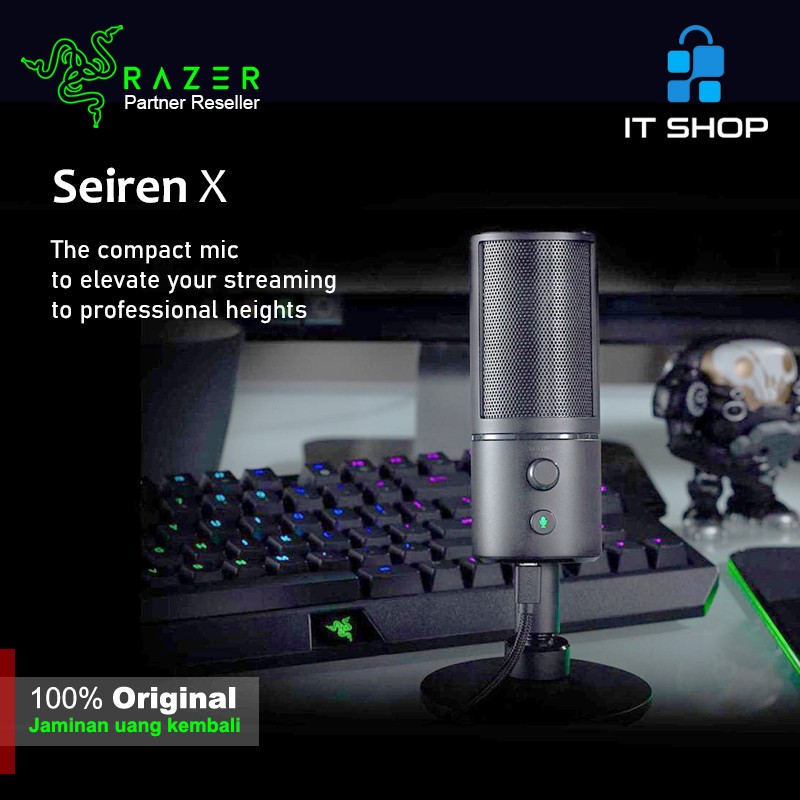 RAZER
Partner Reseller
IT SHOP
Seiren X
The compact mic
to elevate your streaming
to professional heights
100% Original
Jaminan uang kembali